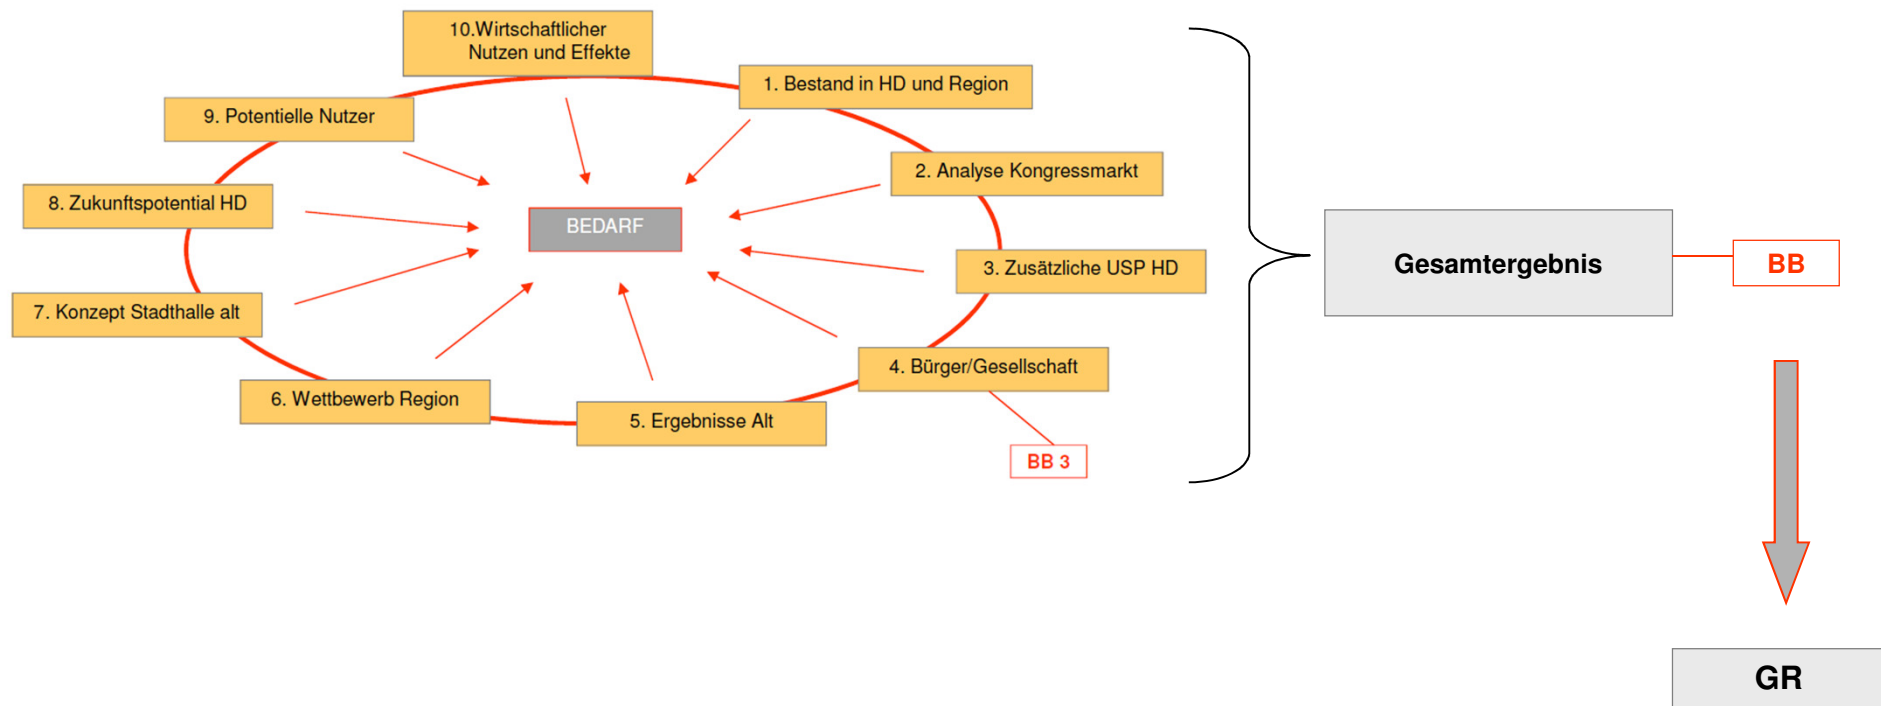 10.Wirtschaftlicher
Nutzen und Effekte
1. Bestand in HD und Region
2. Analyse Kongressmarkt
3. Zusätzliche USP HD
4. Bürger/Gesellschaft
5. Ergebnisse Alt
6. Wettbewerb Region
7. Konzept Stadthalle alt
8. Zukunftspotential HD
9. Potentielle Nutzer
BEDARF
BB 3
Gesamtergebnis
BB
GR